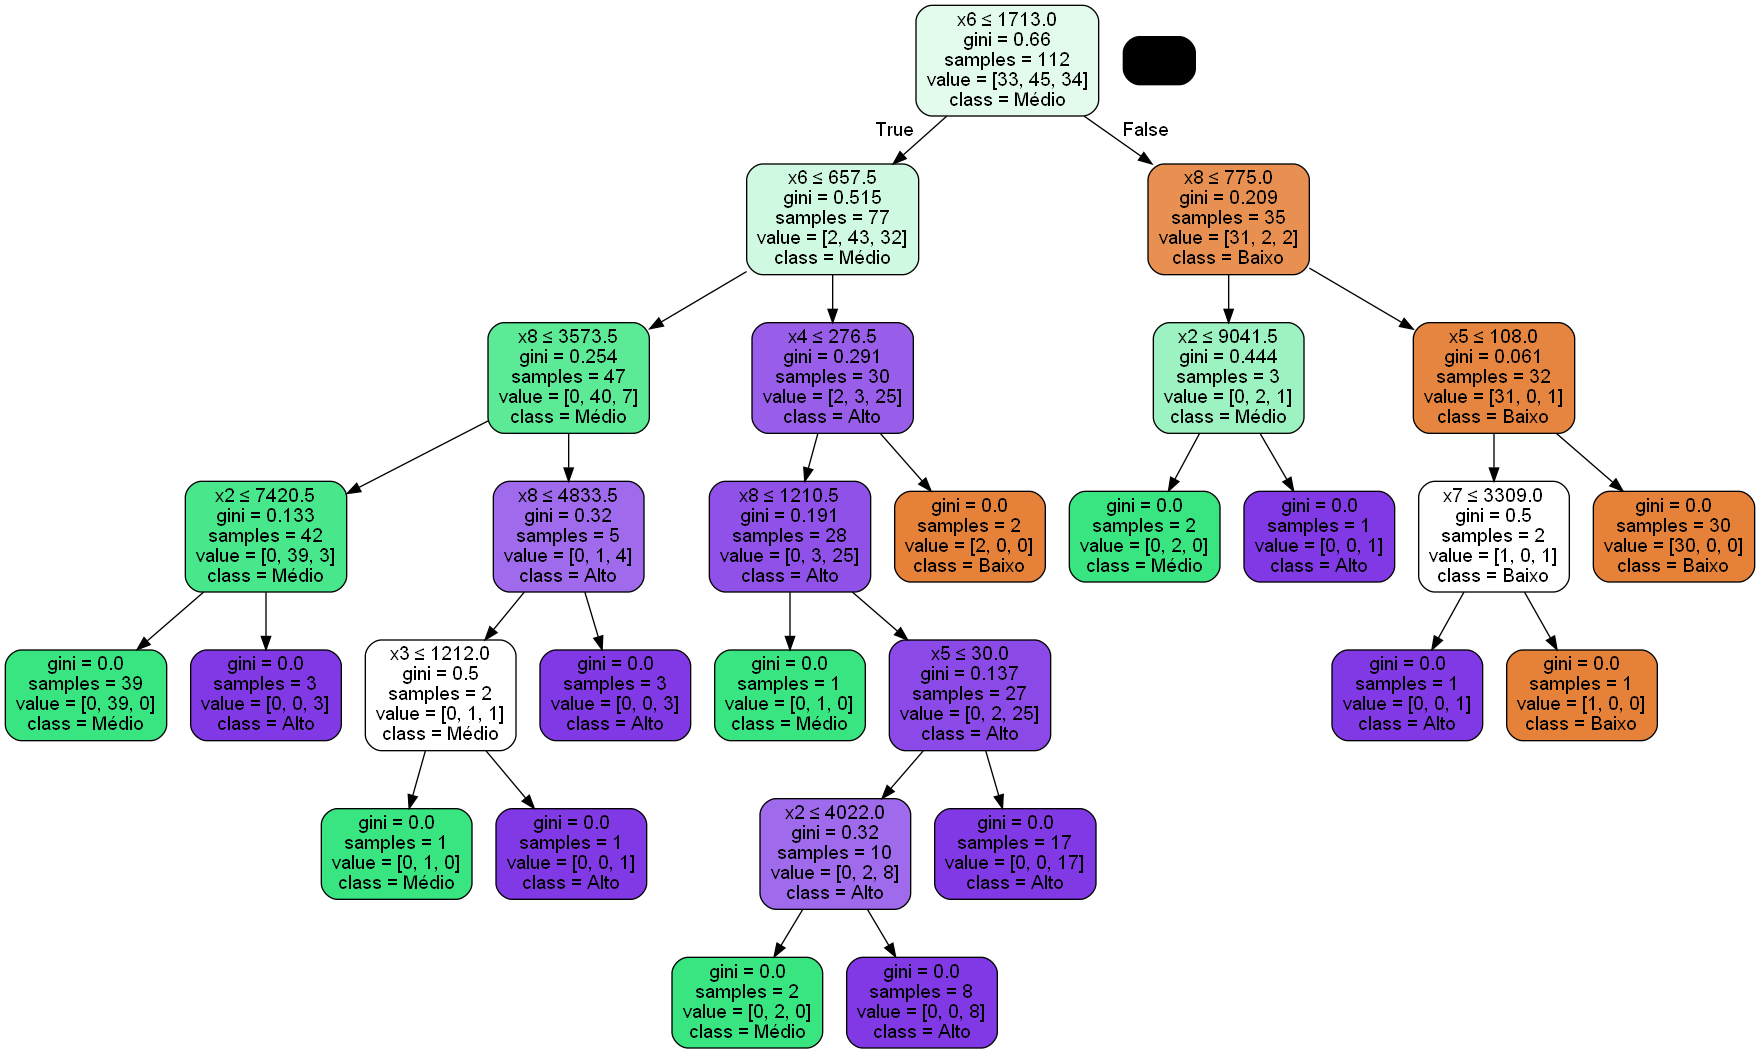 x6 ≤ 1713.0
gini = 0.66
samples = 112
value = [33, 45, 34]
class = Médio
True
False
x6 ≤ 657.5
gini = 0.515
samples = 77
value = [2, 43, 32]
class = Médio
x8 ≤ 775.0
gini = 0.209
samples = 35
value = [31, 2, 2]
class = Baixo
x8 ≤ 3573.5
gini = 0.254
samples = 47
value = [0, 40, 7]
class = Médio
x4 ≤ 276.5
gini = 0.291
samples = 30
value = [2, 3, 25]
class = Alto
x2 ≤ 9041.5
gini = 0.444
samples = 3
value = [0, 2, 1]
class = Médio
x5 ≤ 108.0
gini = 0.061
samples = 32
value = [31, 0, 1]
class = Baixo
x2 ≤ 7420.5
gini = 0.133
samples = 42
value = [0, 39, 3]
class = Médio
x8 ≤ 4833.5
gini = 0.32
samples = 5
value = [0, 1, 4]
class = Alto
x8 ≤ 1210.5
gini = 0.191
samples = 28
value = [0, 3, 25]
class = Alto
gini = 0.0
samples = 2
value = [2, 0, 0]
class = Baixo
gini = 0.0
samples = 2
value = [0, 2, 0]
class = Médio
gini = 0.0
samples = 1
value = [0, 0, 1]
class = Alto
x7 ≤ 3309.0
gini = 0.5
samples = 2
value = [1, 0, 1]
class = Baixo
gini = 0.0
samples = 30
value = [30, 0, 0]
class = Baixo
gini = 0.0
samples = 39
value = [0, 39, 0]
class = Médio
gini = 0.0
samples = 3
value = [0, 0, 3]
class = Alto
x3 ≤ 1212.0
gini = 0.5
samples = 2
value = [0, 1, 1]
class = Médio
gini = 0.0
samples = 3
value = [0, 0, 3]
class = Alto
gini = 0.0
samples = 1
value = [0, 1, 0]
class = Médio
x5 ≤ 30.0
gini = 0.137
samples = 27
value = [0, 2, 25]
class = Alto
gini = 0.0
samples = 1
value = [0, 0, 1]
class = Alto
gini = 0.0
samples = 1
value = [1, 0, 0]
class = Baixo
gini = 0.0
samples = 1
value = [0, 1, 0]
class = Médio
gini = 0.0
samples = 1
value = [0, 0, 1]
class = Alto
x2 ≤ 4022.0
gini = 0.32
samples = 10
value = [0, 2, 8]
class = Alto
gini = 0.0
samples = 17
value = [0, 0, 17]
class = Alto
gini = 0.0
samples = 2
value = [0, 2, 0]
class = Médio
gini = 0.0
samples = 8
value = [0, 0, 8]
class = Alto